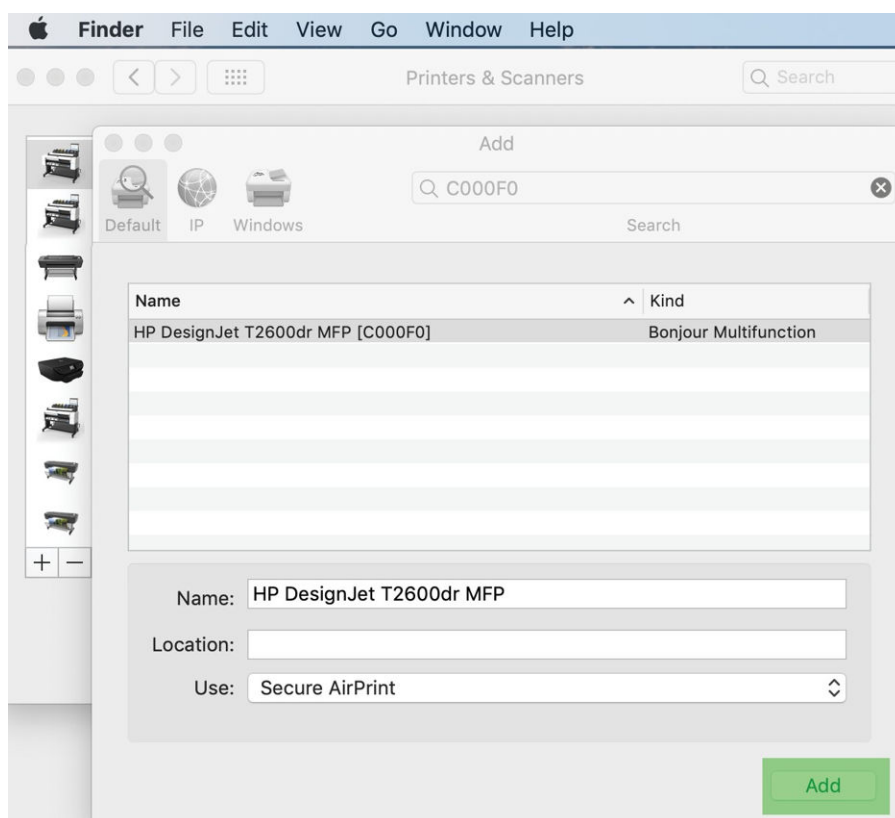 Finder File Edit View Go Window Help
Printers & Scanners
Search
Add
C000F0
Default IP Windows
Search
Name Kind
HP DesignJet T2600dr MFP [C000F0] Bonjour Multifunction
Name: HP DesignJet T2600dr MFP
Location:
Use: Secure AirPrint
Add